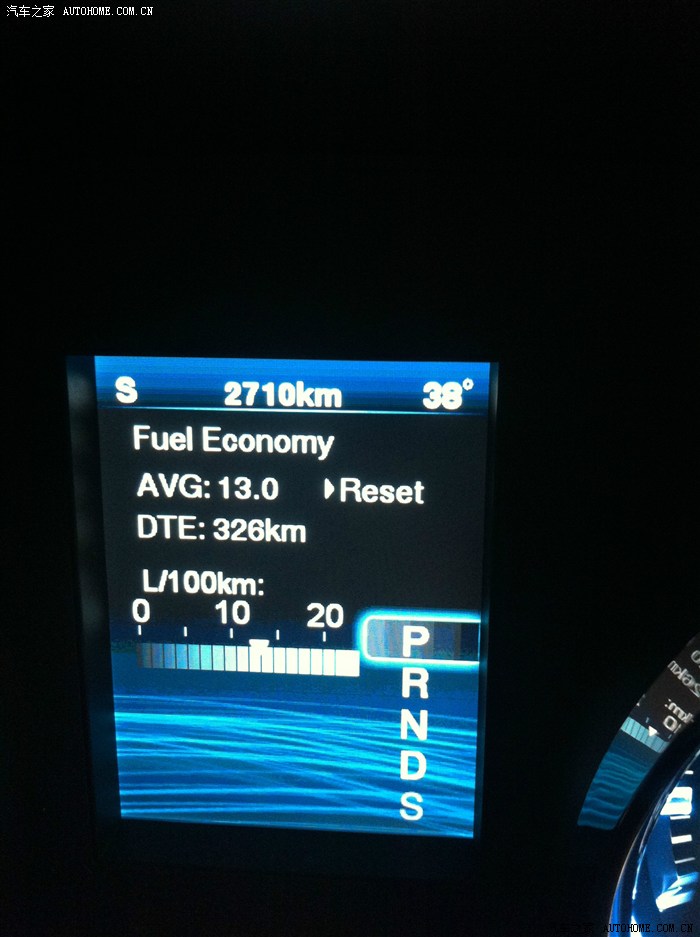 汽车之家 AUTOHOME.COM.CN
S 2710km 38°
Fuel Economy
AVG: 13.0 Reset
DTE: 326km
L/100km:
0 10 20
P
R
N
D
S
AUTOHOME.COM.CN